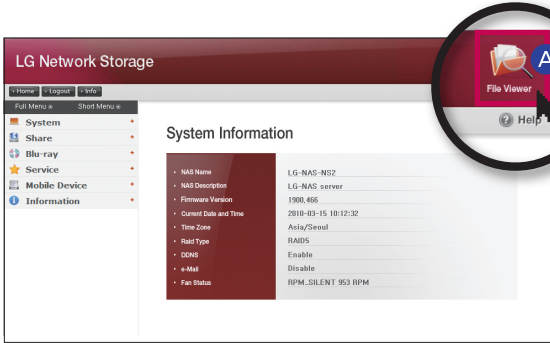 LG Network Storage
A
File Viewer
Home Logout Info
Full Menu Short Menu
Help
System
Share
Blu-ray
Service
Mobile Device
Information
System Information
NAS Name LG-NAS-NS2
NAS Description LG-NAS server
Firmware Version 1900,466
Current Date and Time 2010-03-15 10:12:32
Time Zone Asia/Seoul
Raid Type RAID5
DDNS Enable
e-Mail Disable
Fan Status RPM_SILENT 953 RPM